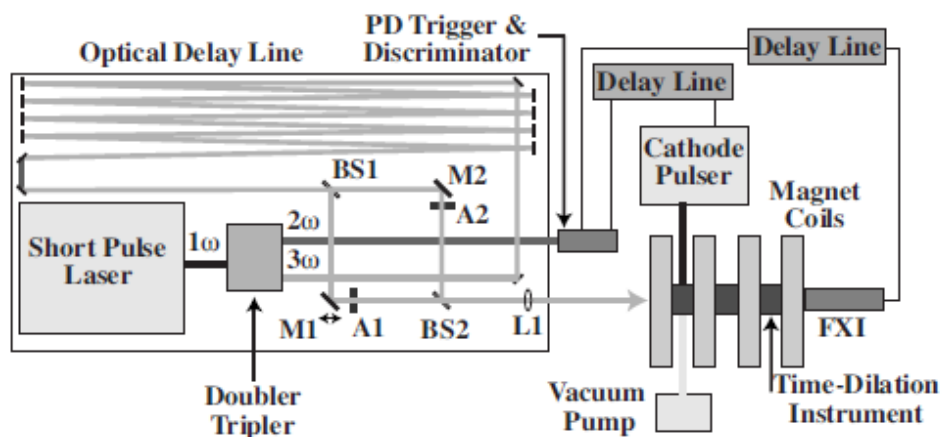 PD Trigger &
Discriminator
Optical Delay Line
Delay Line
Delay Line
Cathode
Pulser
Magnet
Coils
BS1
M2
A2
Short Pulse
Laser
1ω
2ω
3ω
M1
A1
BS2
L1
FXI
Doubler
Tripler
Vacuum
Pump
Time-Dilation
Instrument